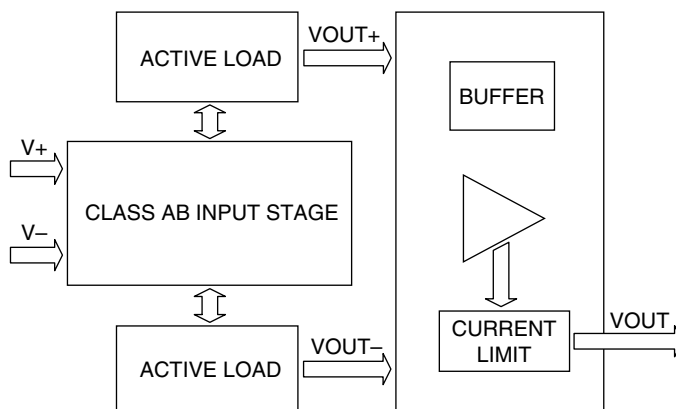 ACTIVE LOAD
VOUT+
BUFFER
V+
CLASS AB INPUT STAGE
V–
CURRENT
LIMIT
VOUT
ACTIVE LOAD
VOUT–